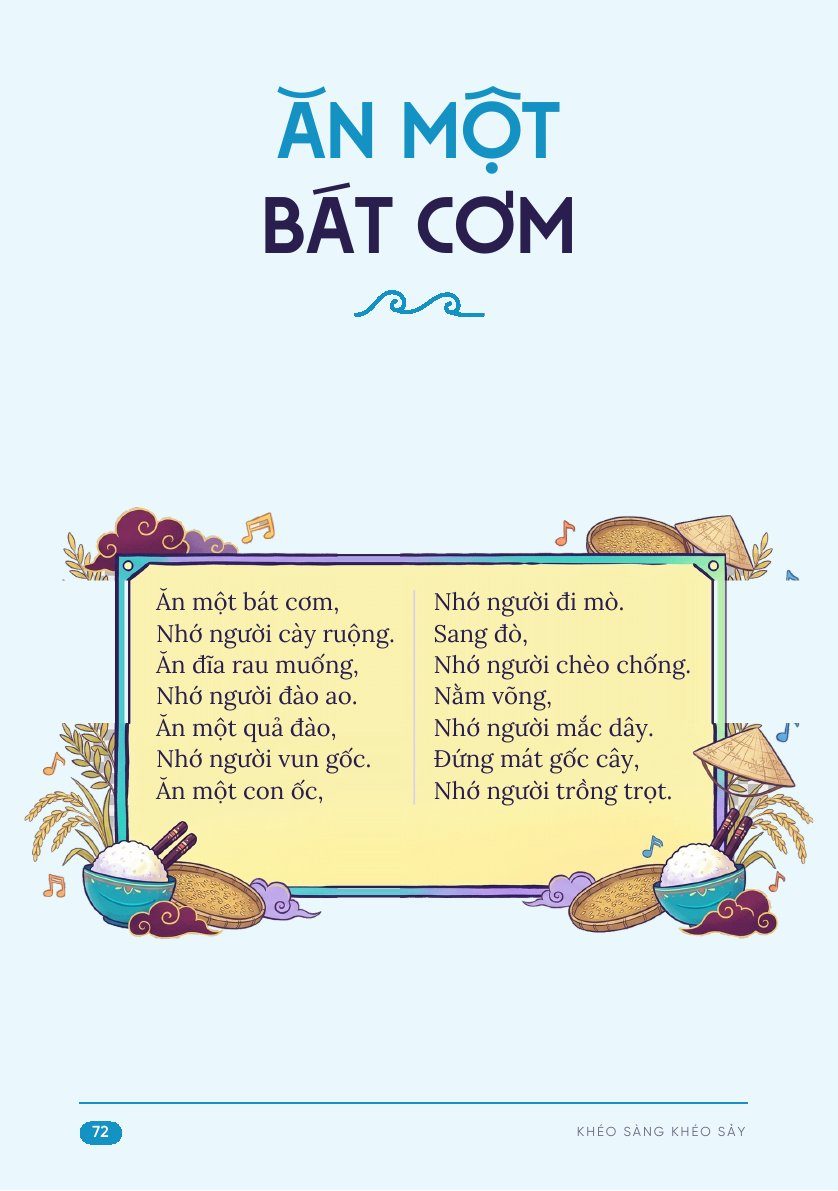 ĂN MỘT
BÁT CƠM
Ăn một bát cơm,
Nhớ người cày ruộng.
Ăn đĩa rau muống,
Nhớ người đào ao.
Ăn một quả đào,
Nhớ người vun gốc.
Ăn một con ốc,
Nhớ người đi mò.
Sang đò,
Nhớ người chèo chống.
Nằm võng,
Nhớ người mắc dây.
Đứng mát gốc cây,
Nhớ người trồng trọt.
72
KHÉO SÀNG KHÉO SẢY